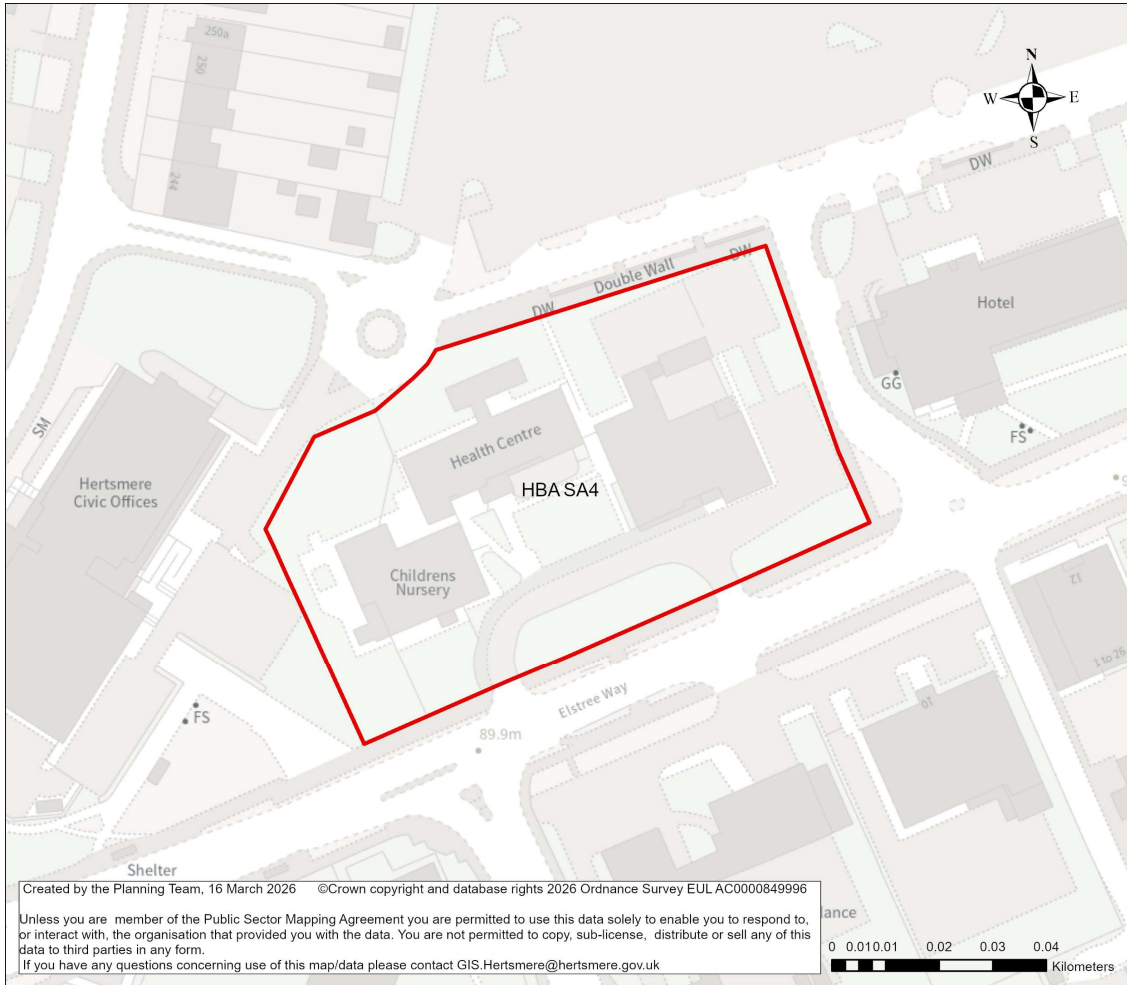 250a
250
244
N
W E
S
DW
Double Wall
DW
DW
Hotel
GG
FS
SM
Hertsmere
Civic Offices
Health Centre
HBA SA4
Childrens
Nursery
12
1 to 26
10
Elstree Way
89.9m
FS
Shelter
Created by the Planning Team, 16 March 2026 ©Crown copyright and database rights 2026 Ordnance Survey EUL AC0000849996
Unless you are member of the Public Sector Mapping Agreement you are permitted to use this data solely to enable you to respond to,
or interact with, the organisation that provided you with the data. You are not permitted to copy, sub-license, distribute or sell any of this
data to third parties in any form.
If you have any questions concerning use of this map/data please contact GIS.Hertsmere@hertsmere.gov.uk
lance
0 0.010.01 0.02 0.03 0.04
Kilometers